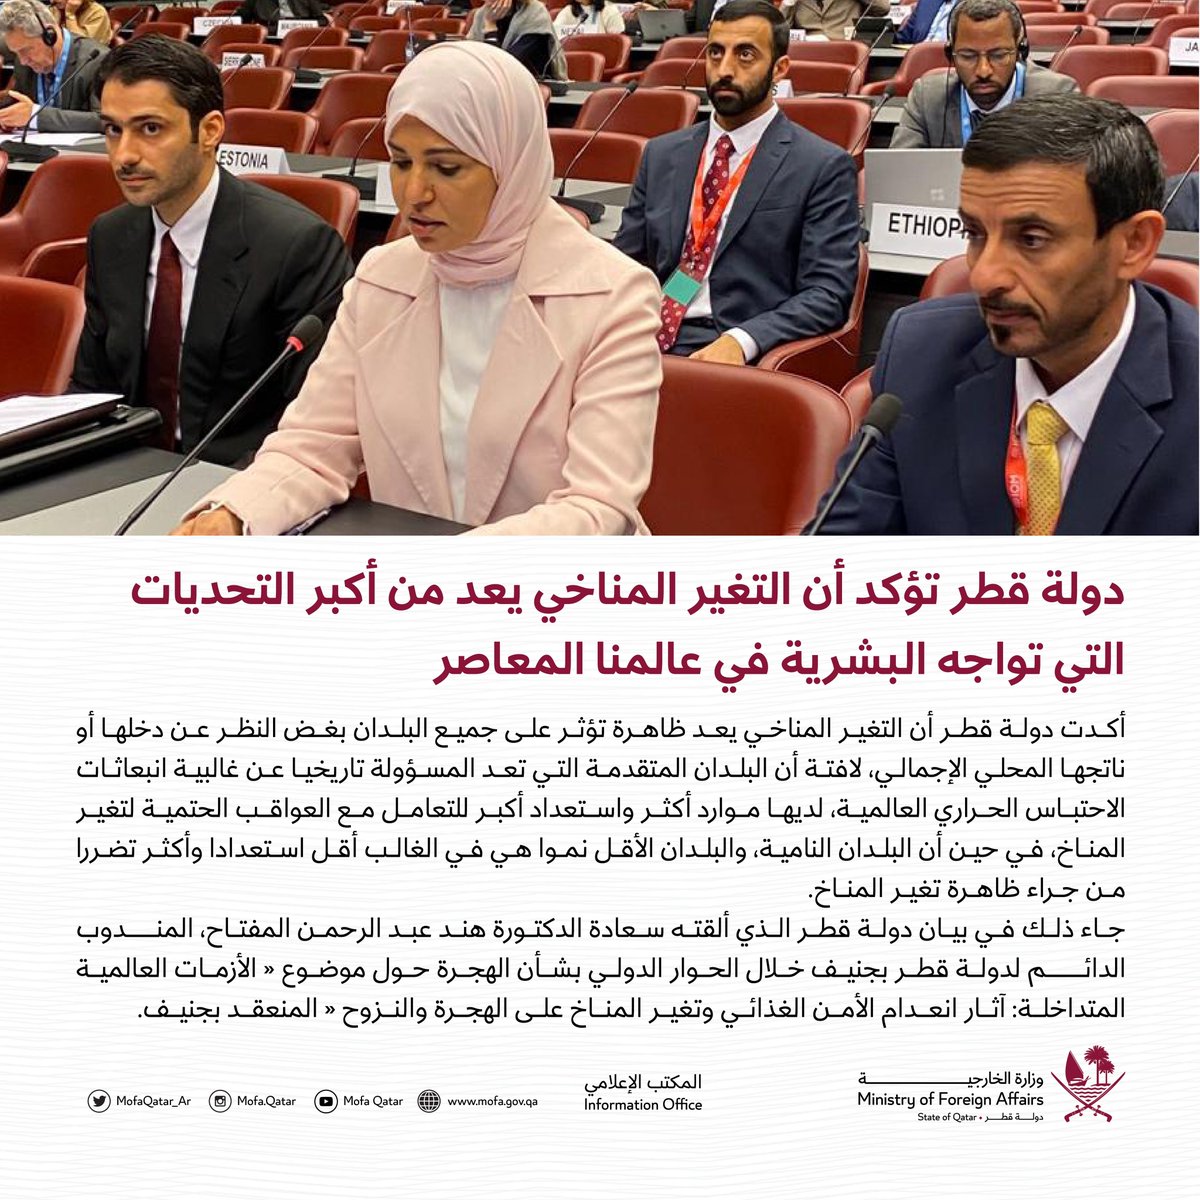 CZECHIA
ESTONIA
ETHIOP
دولة قطر تؤكد أن التغير المناخي يعد من أكبر التحديات
التي تواجه البشرية في عالمنا المعاصر
أكدت دولة قطر أن التغير المناخي يعد ظاهرة تؤثر على جميع البلدان بغض النظر عن دخلها أو
ناتجها المحلي الإجمالي، لافتة أن البلدان المتقدمة التي تعد المسؤولة تاريخيا عن غالبية انبعاثات
الاحتباس الحراري العالمية، لديها موارد أكثر واستعداد أكبر للتعامل مع العواقب الحتمية لتغير
المناخ، في حين أن البلدان النامية، والبلدان الأقل نموا هي في الغالب أقل استعدادا وأكثر تضررا
من جراء ظاهرة تغير المناخ.
جاء ذلك في بيان دولة قطر الذي ألقته سعادة الدكتورة هند عبد الرحمن المفتاح، المندوب
الدائم لدولة قطر بجنيف خلال الحوار الدولي بشأن الهجرة حول موضوع « الأزمات العالمية
المتداخلة: آثار انعدام الأمن الغذائي وتغير المناخ على الهجرة والنزوح « المنعقد بجنيف.
وزارة الخارجية
Ministry of Foreign Affairs
State of Qatar • دولة قطر
المكتب الإعلامي
Information Office
MofaQatar_Ar
Mofa.Qatar
Mofa Qatar
www.mofa.gov.qa